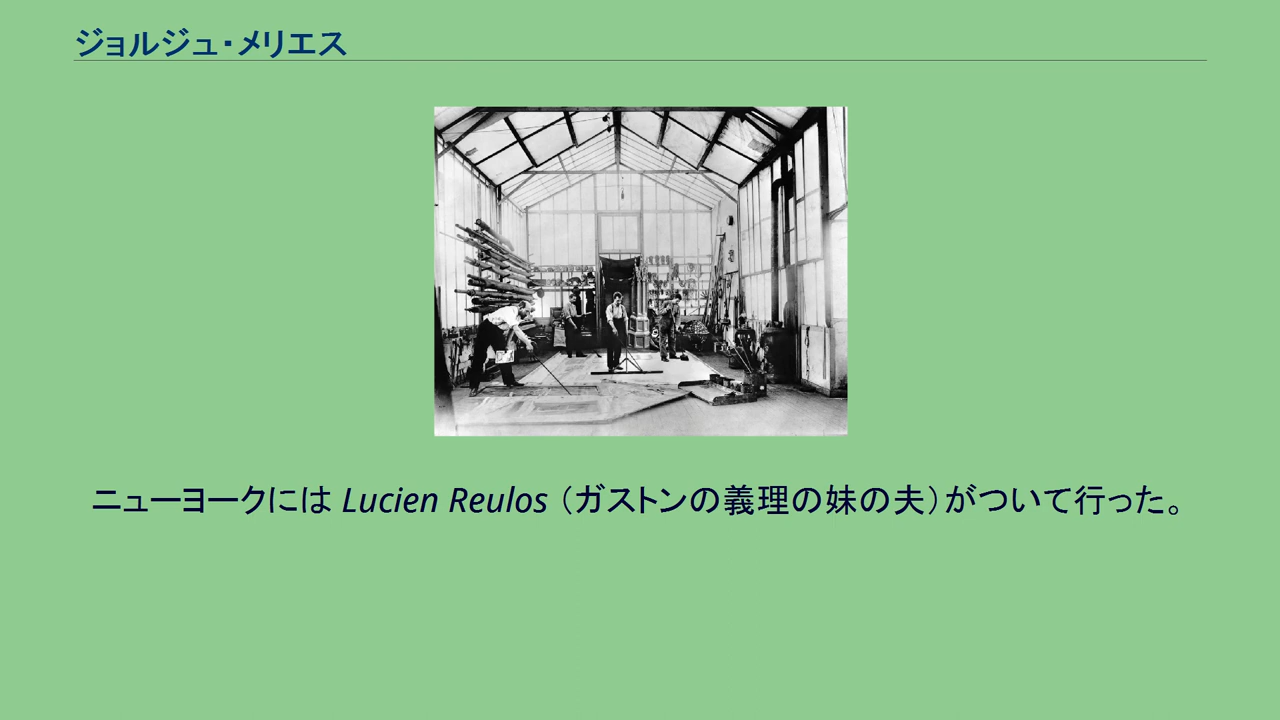 ジョルジュ・メリエス
ニューヨークには Lucien Reulos （ガストンの義理の妹の夫）がついて行った。